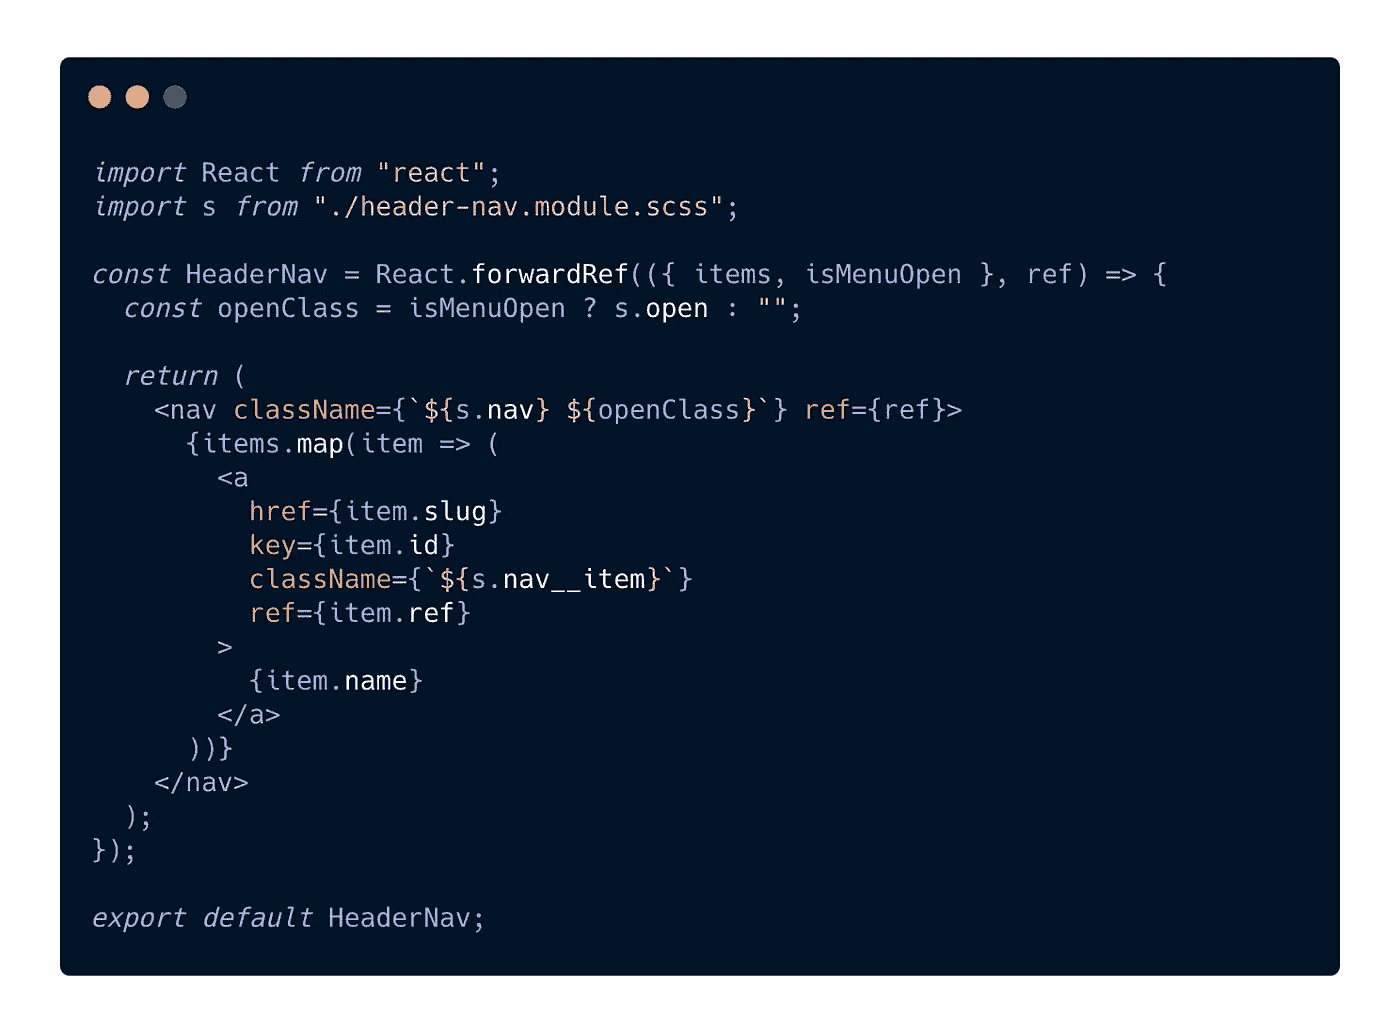 import React from "react";
import s from "./header-nav.module.scss";

const HeaderNav = React.forwardRef(({ items, isMenuOpen }, ref) => {
  const openClass = isMenuOpen ? s.open : "";

  return (
    <nav className={`${s.nav} ${openClass}`} ref={ref}>
      {items.map(item => (
        <a
          href={item.slug}
          key={item.id}
          className={`${s.nav__item}`}
          ref={item.ref}
        >
          {item.name}
        </a>
      ))}
    </nav>
  );
});

export default HeaderNav;